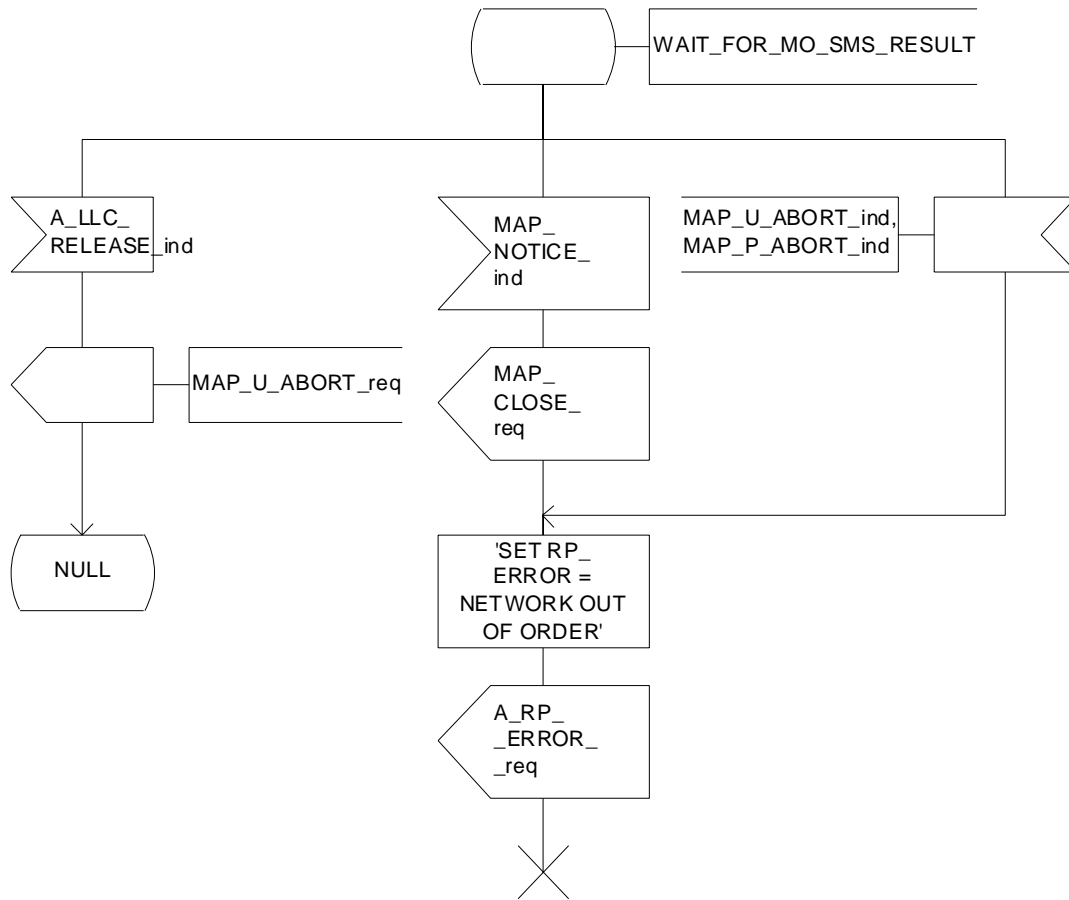 WAIT_FOR_MO_SMS_RESULT
A_LLC_
RELEASE_ind
MAP_
NOTICE_
ind
MAP_U_ABORT_ind,
MAP_P_ABORT_ind
MAP_U_ABORT_req
MAP_
CLOSE_
req
NULL
'SET RP_
ERROR =
NETWORK OUT
OF ORDER'
A_RP_
_ERROR_
_req